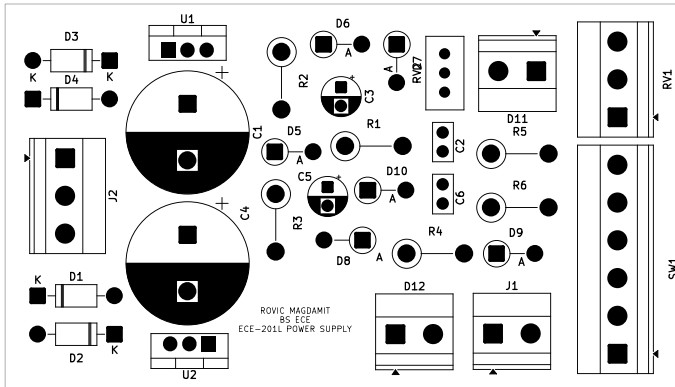 U1
D6
D3
A
K
K
R2
A
RV2
D7
RV1
D4
C3
D11
C1
D5
R1
C2
R5
A
J2
C5
D10
C6
R6
A
C4
R3
D8
A
R4
D9
A
SW1
K
D1
D12
J1
ROVIC MAGDAMIT
BS ECE
ECE-201L POWER SUPPLY
D2
K
U2